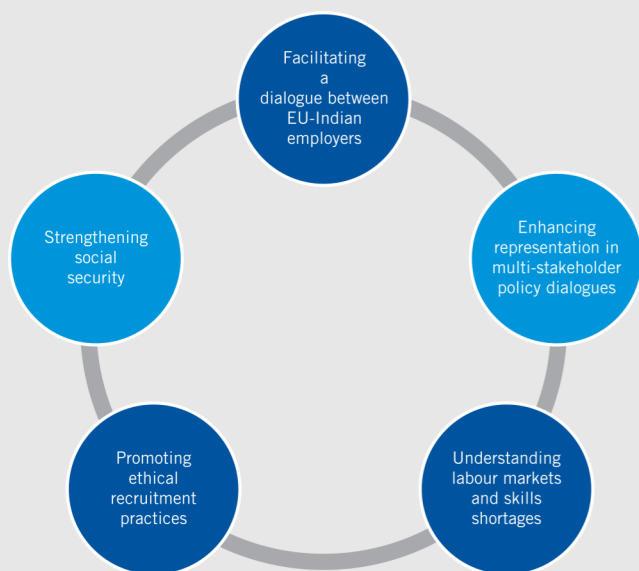 Facilitating
a
dialogue between
EU-Indian
employers
Enhancing
representation in
multi-stakeholder
policy dialogues
Understanding
labour markets
and skills
shortages
Promoting
ethical
recruitment
practices
Strengthening
social
security